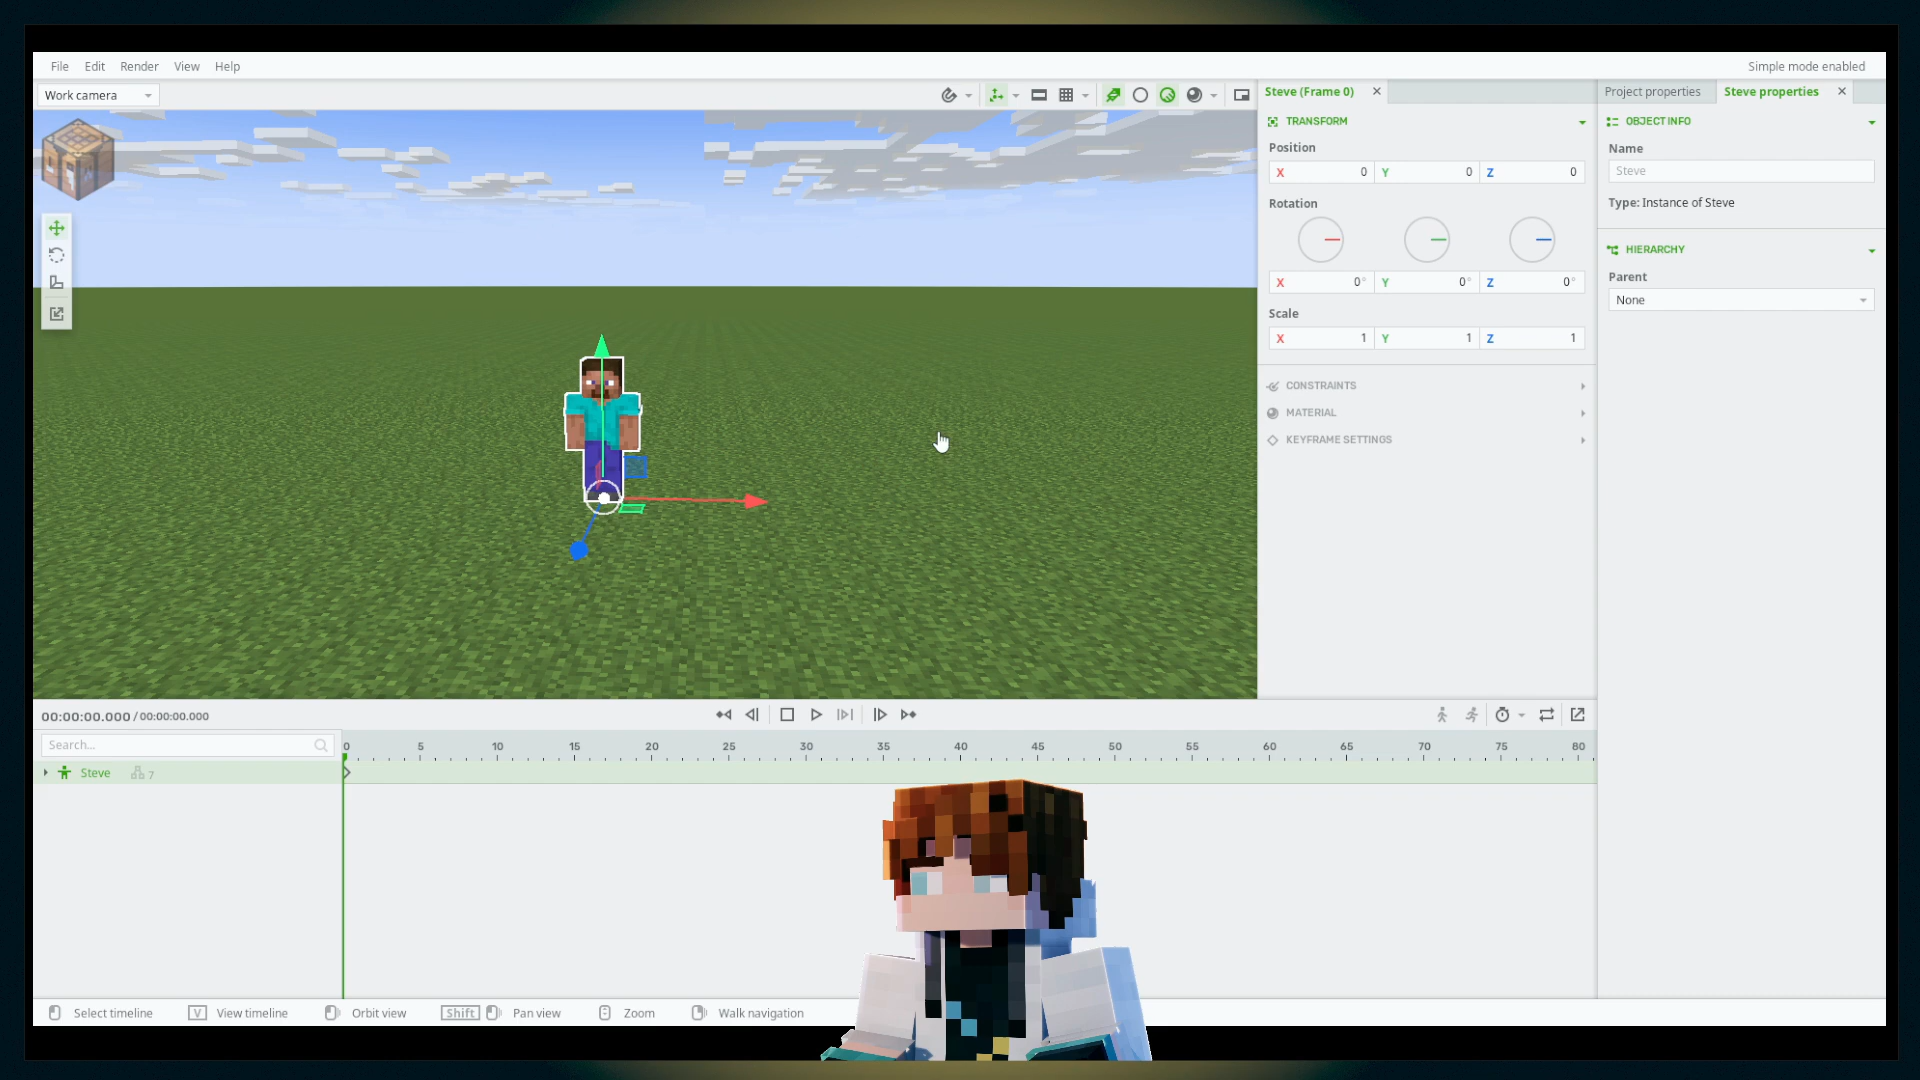 File Edit Render View Help Simple mode enabled
Work camera
Steve (Frame 0)
Project properties Steve properties
TRANSFORM
Position
X 0 Y 0 Z 0
Rotation
X 0° Y 0° Z 0°
Scale
X 1 Y 1 Z 1
CONSTRAINTS
MATERIAL
KEYFRAME SETTINGS
OBJECT INFO
Name
Steve
Type: Instance of Steve
HIERARCHY
Parent
None
00:00:00.000 / 00:00:00.000
Search...
0 5 10 15 20 25 30 35 40 45 50 55 60 65 70 75 80
Steve 7
Select timeline V View timeline Orbit view Shift Pan view Zoom Walk navigation